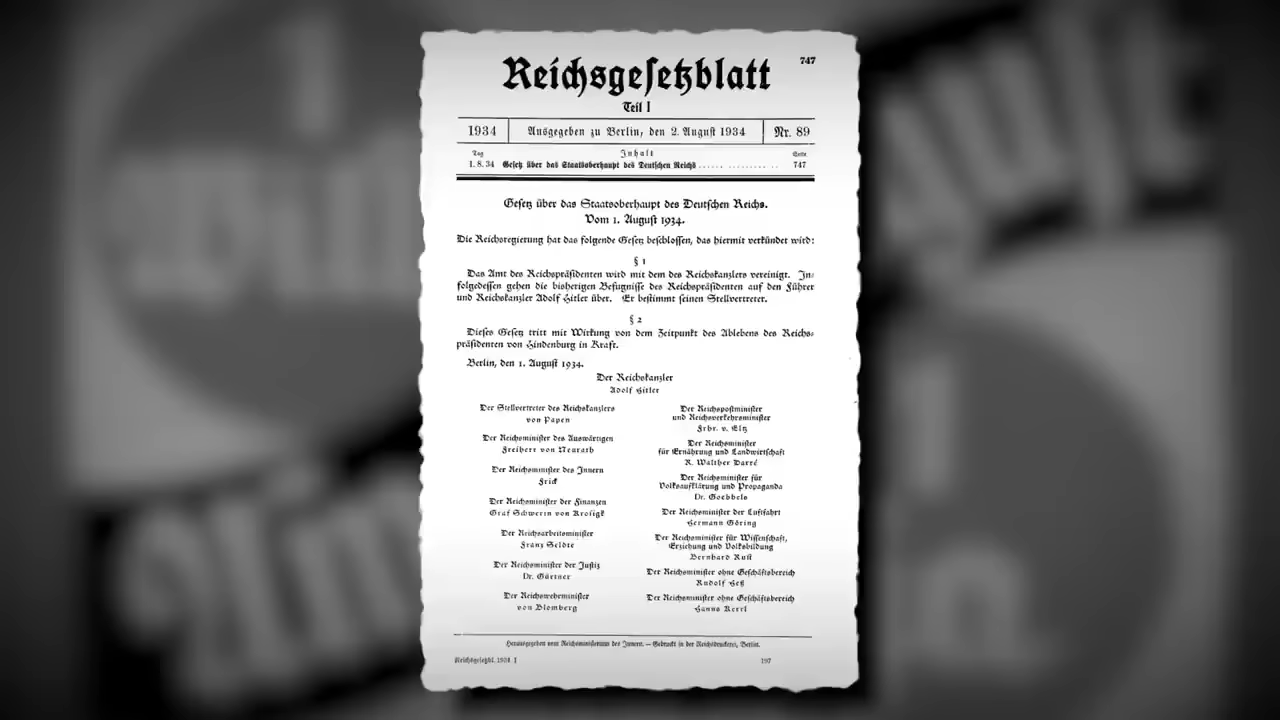 Reichsgesetzblatt
747
Teil I
1934
Ausgegeben zu Berlin, den 2. August 1934
Nr. 89
Tag
Inhalt
Seite
1. 8. 34 Gesetz über das Staatsoberhaupt des Deutschen Reichs ...... ......... .. 747
Gesetz über das Staatsoberhaupt des Deutschen Reichs.
Vom 1. August 1934.
Die Reichsregierung hat das folgende Gesetz beschlossen, das hiermit verkündet wird:
§ 1
Das Amt des Reichspräsidenten wird mit dem des Reichskanzlers vereinigt. In-
folgedessen gehen die bisherigen Befugnisse des Reichspräsidenten auf den Führer
und Reichskanzler Adolf Hitler über. Er bestimmt seinen Stellvertreter.
§ 2
Dieses Gesetz tritt mit Wirkung von dem Zeitpunkt des Ablebens des Reichs-
präsidenten von Hindenburg in Kraft.
Berlin, den 1. August 1934.
Der Reichskanzler
Adolf Hitler
Der Stellvertreter des Reichskanzlers
von Papen
Der Reichsminister des Auswärtigen
Freiherr von Neurath
Der Reichsminister des Innern
Frick
Der Reichsminister der Finanzen
Graf Schwerin von Krosigk
Der Reichsarbeitsminister
Franz Seldte
Der Reichsminister der Justiz
Dr. Gürtner
Der Reichswehrminister
von Blomberg
Der Reichspostminister
und Reichsverkehrsminister
Frhr. v. Eltz
Der Reichsminister
für Ernährung und Landwirtschaft
R. Walther Darré
Der Reichsminister für
Volksaufklärung und Propaganda
Dr. Goebbels
Der Reichsminister der Luftfahrt
Hermann Göring
Der Reichsminister für Wissenschaft,
Erziehung und Volksbildung
Bernhard Rust
Der Reichsminister ohne Geschäftsbereich
Rudolf Heß
Der Reichsminister ohne Geschäftsbereich
Hanns Kerrl
Herausgegeben vom Reichsministerium des Innern. — Gedruckt in der Reichsdruckerei, Berlin.
Reichsgesetzbl. 1934 I
197